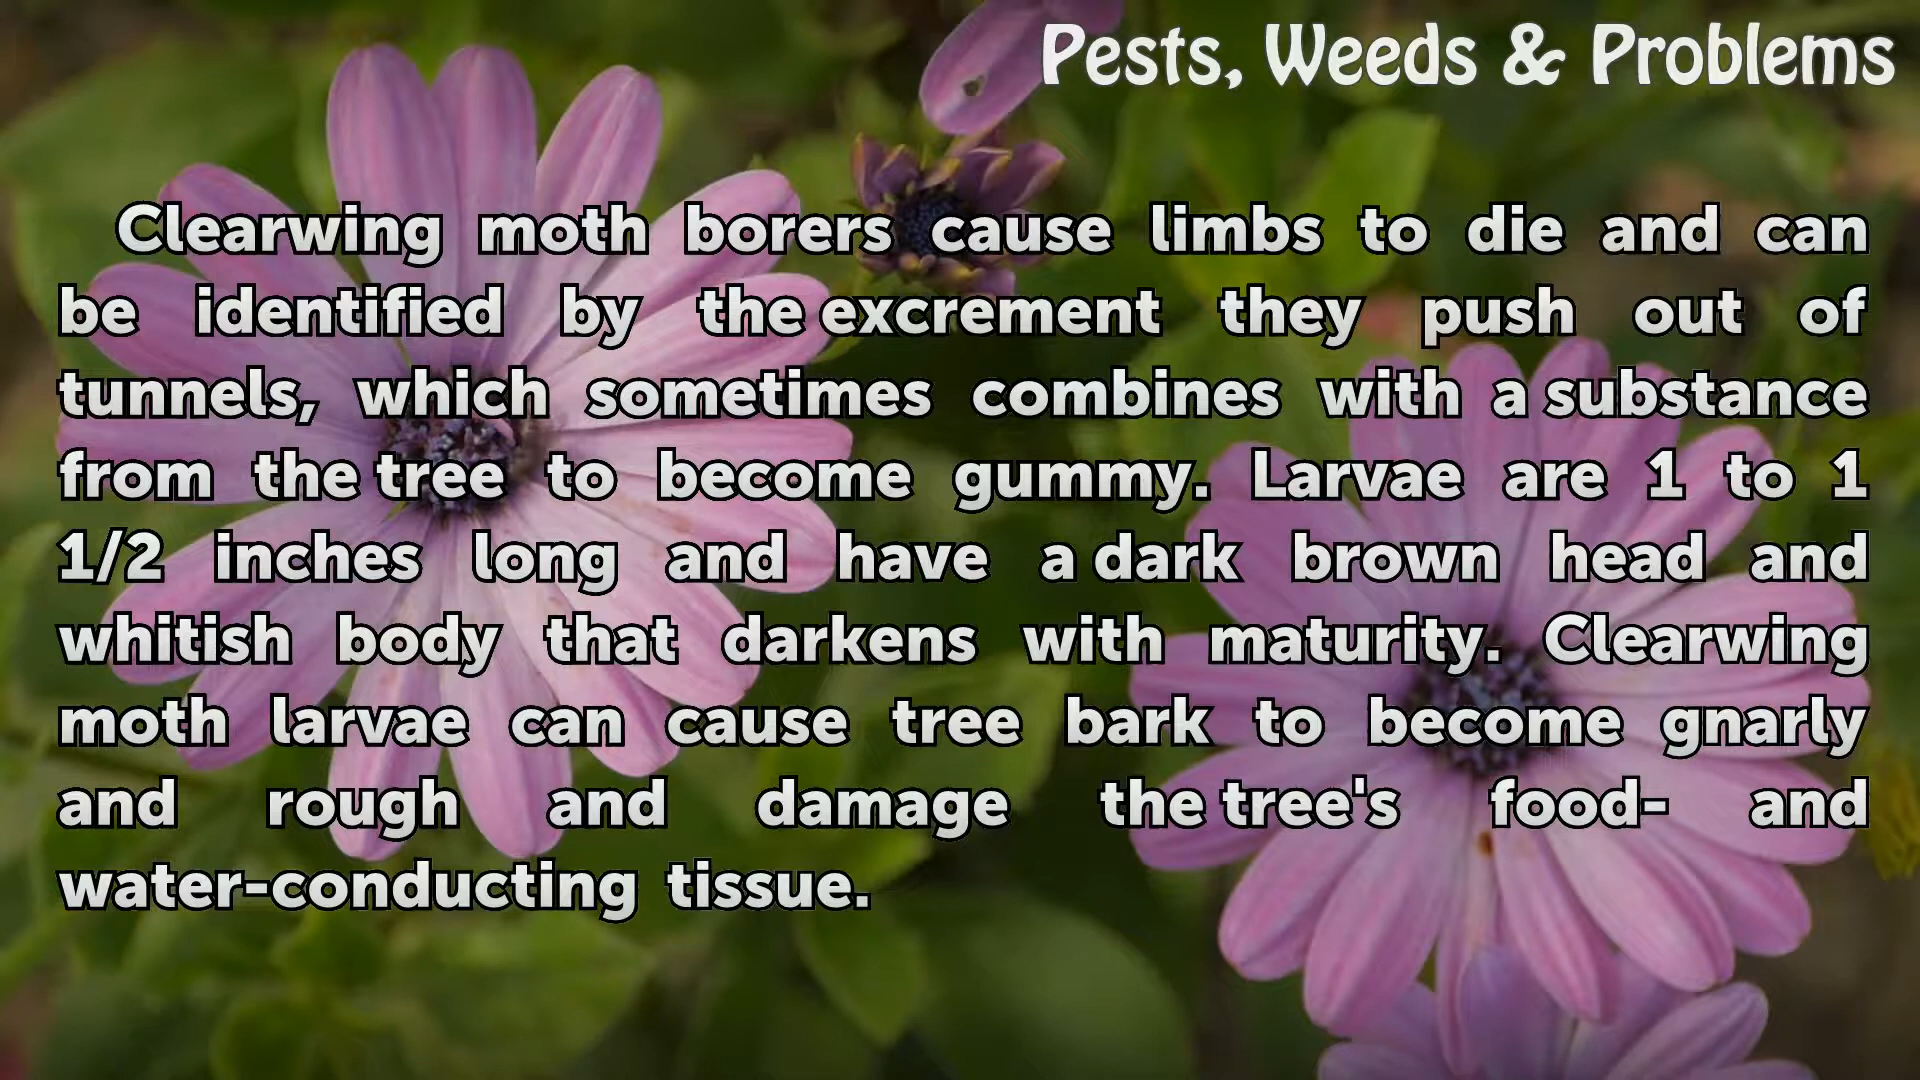 Pests, Weeds & Problems
Clearwing moth borers cause limbs to die and can
be identified by the excrement they push out of
tunnels, which sometimes combines with a substance
from the tree to become gummy. Larvae are 1 to 1
1/2 inches long and have a dark brown head and
whitish body that darkens with maturity. Clearwing
moth larvae can cause tree bark to become gnarly
and rough and damage the tree's food- and
water-conducting tissue.